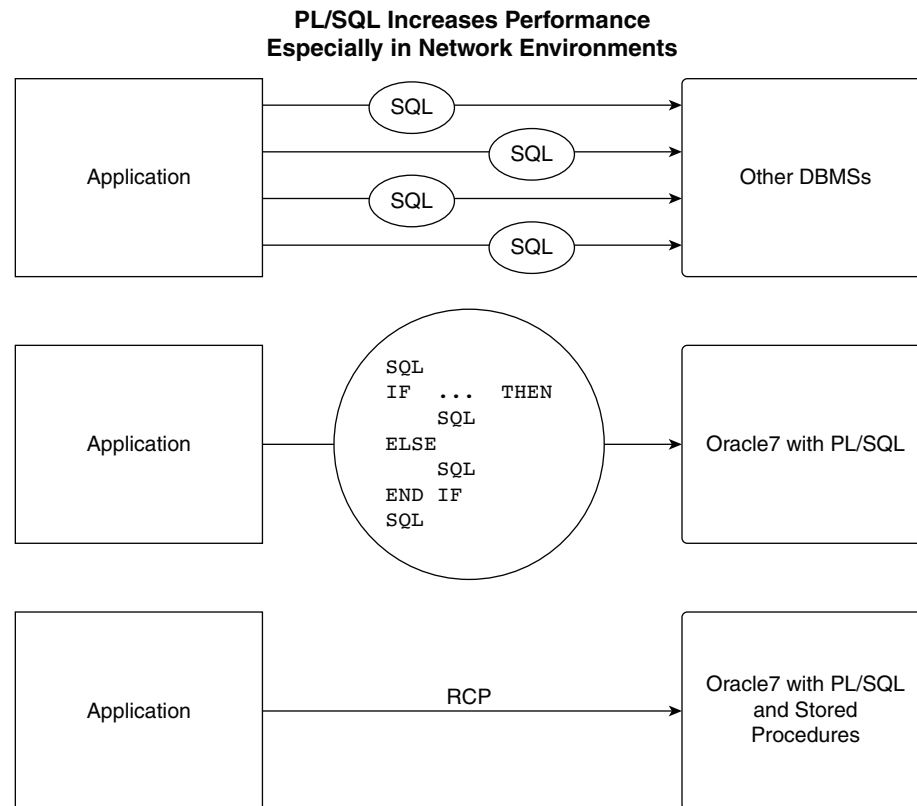 PL/SQL Increases Performance
Especially in Network Environments
SQL
SQL
Application
Other DBMSs
SQL
SQL
SQL
IF ... THEN
SQL
ELSE
SQL
END IF
SQL
Application
Oracle7 with PL/SQL
Application
RCP
Oracle7 with PL/SQL
and Stored
Procedures